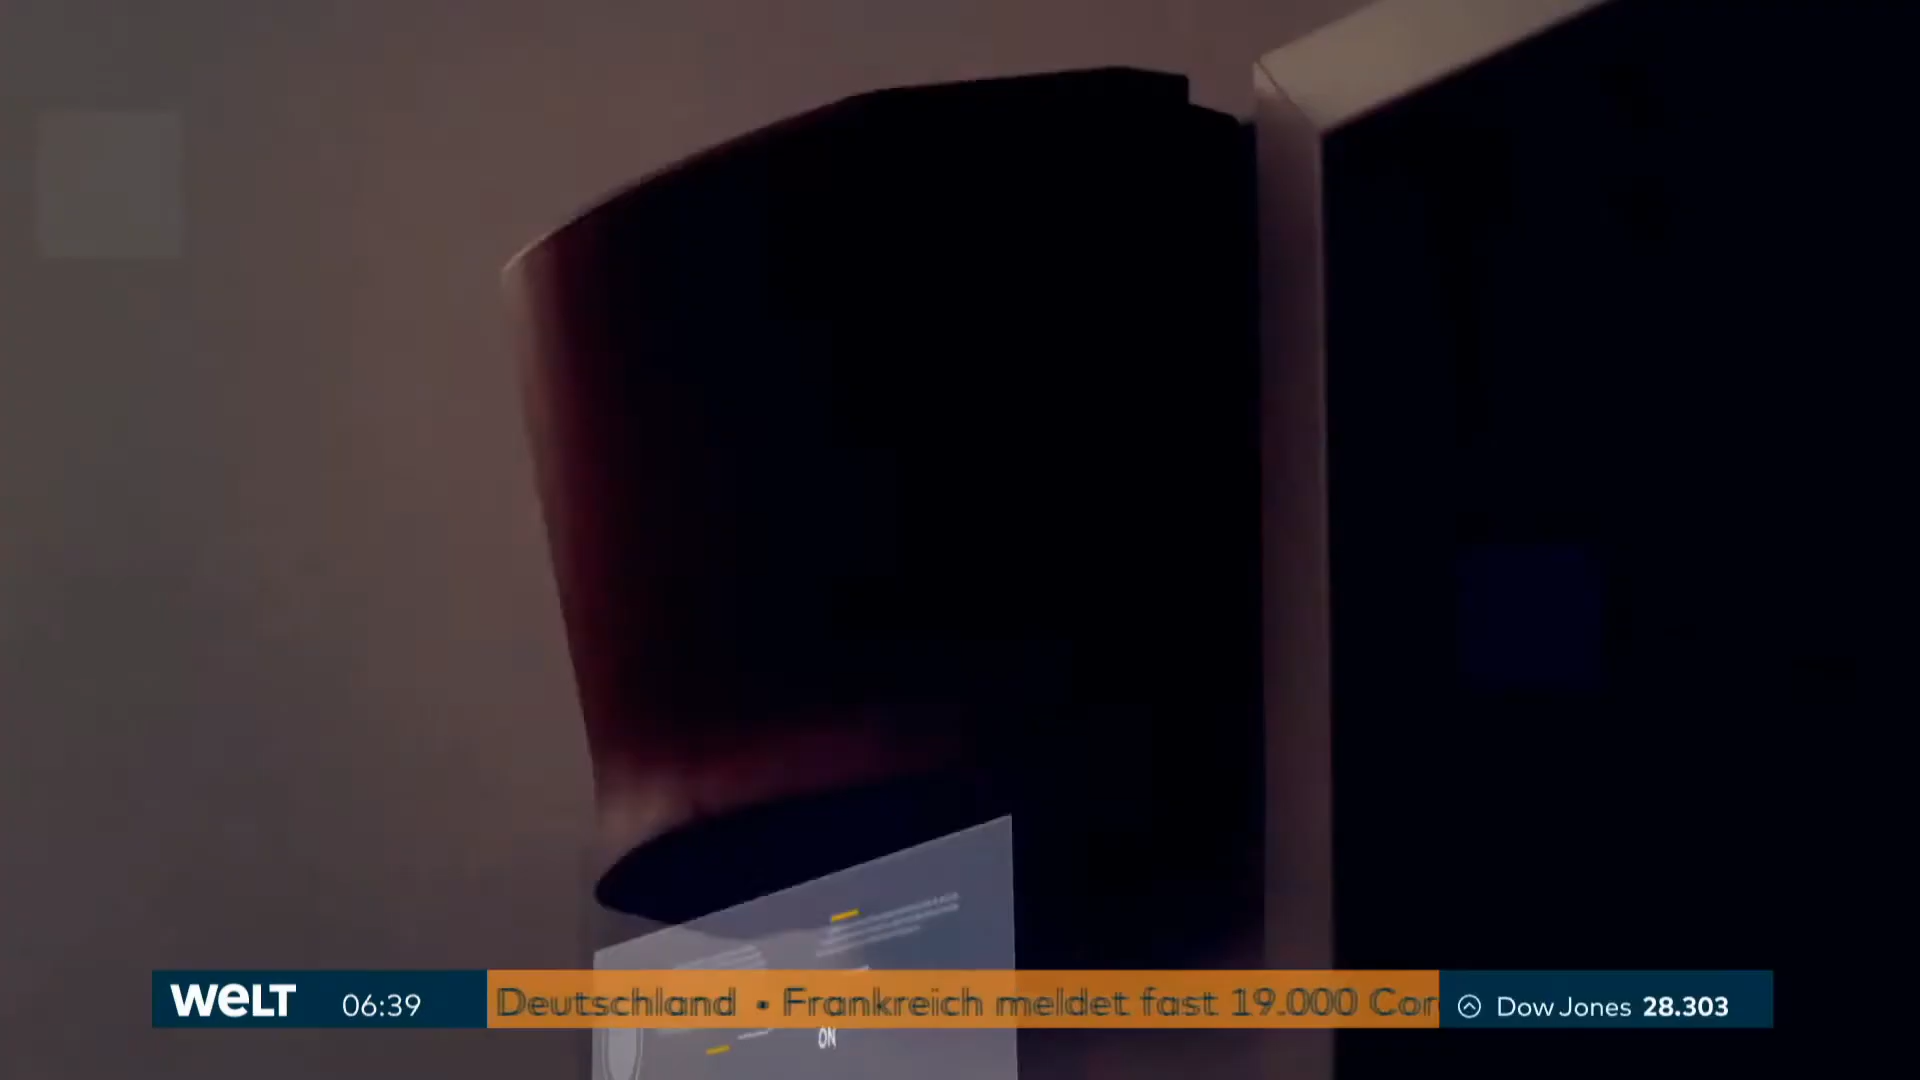 ON
WELT 06:39 Deutschland • Frankreich meldet fast 19.000 Cor Dow Jones 28.303